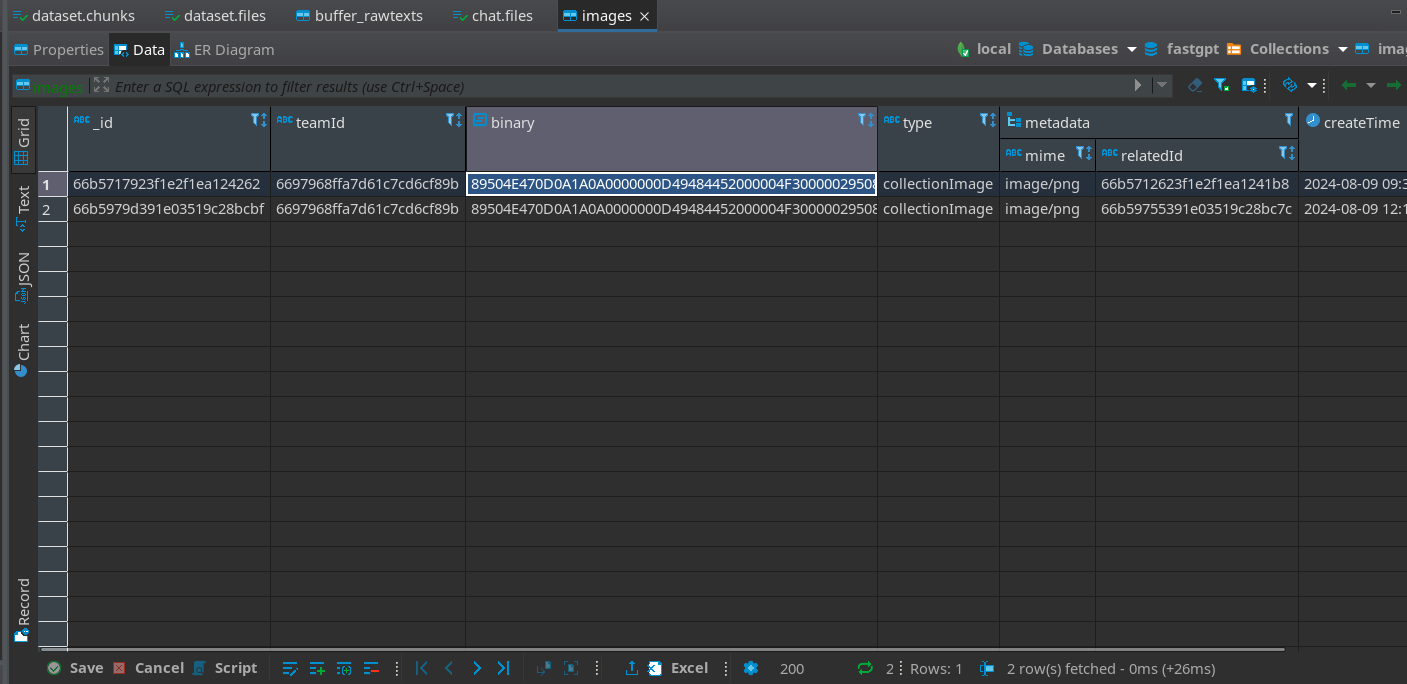 dataset.chunks dataset.files buffer_rawtexts chat.files images
Properties Data ER Diagram local Databases fastgpt Collections
images Enter a SQL expression to filter results (use Ctrl+Space)
Grid
Text
JSON
Chart
Record
_id teamId binary type metadata createTime
mime relatedId
1 66b5717923f1e2f1ea124262 6697968ffa7d61c7cd6cf89b 89504E470D0A1A0A0000000D49484452000004F30000029508 collectionImage image/png 66b5712623f1e2f1ea1241b8 2024-08-09 09:3
2 66b5979d391e03519c28bcbf 6697968ffa7d61c7cd6cf89b 89504E470D0A1A0A0000000D49484452000004F30000029508 collectionImage image/png 66b59755391e03519c28bc7c 2024-08-09 12:1
Save Cancel Script Excel 200 2 Rows: 1 2 row(s) fetched - 0ms (+26ms)